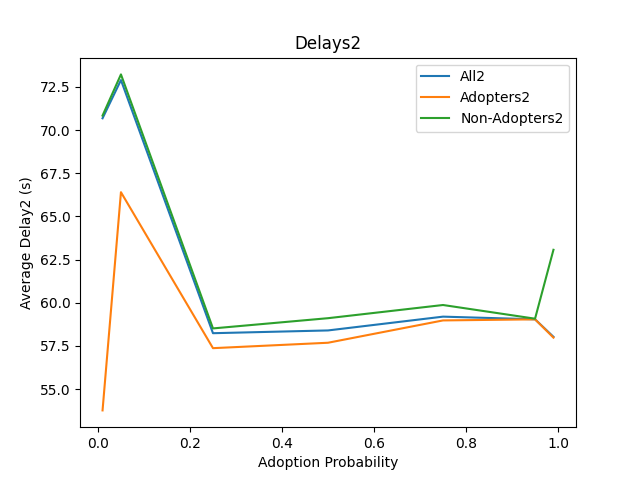 Delays2
All2
Adopters2
Non-Adopters2
Average Delay2 (s)
72.5
70.0
67.5
65.0
62.5
60.0
57.5
55.0
0.0 0.2 0.4 0.6 0.8 1.0
Adoption Probability